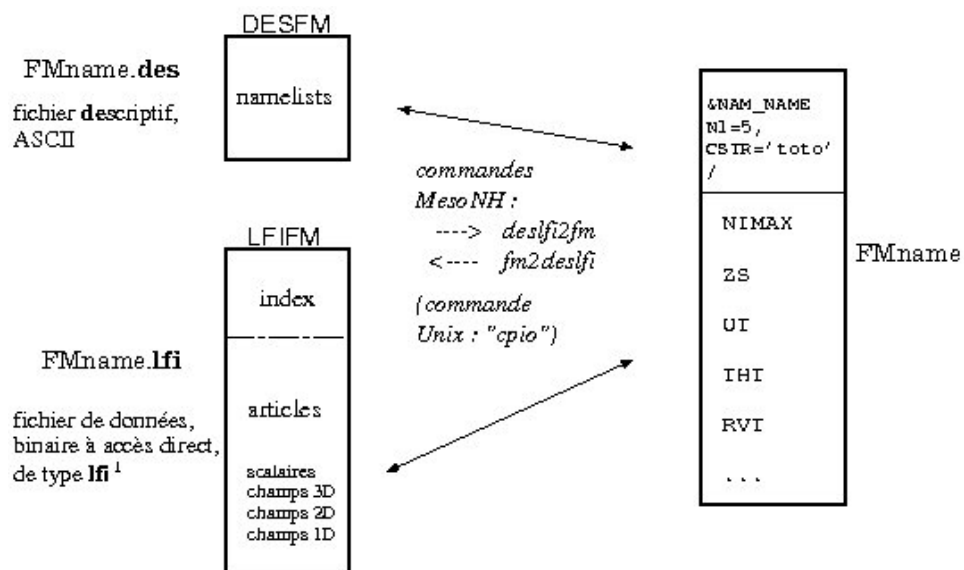 DESFM
FMname.des
fichier descriptif,
ASCII
namelists
LFIFM
index
FMname.lfi
fichier de données,
binaire à accès direct,
de type lfi 1
articles
scalaires
champs 3D
champs 2D
champs 1D
commandes
MesoNH :
----> deslfi2fm
<---- fm2deslfi
(commande
Unix : "cpio")
&NAM_NAME
N1=5,
CSTR='toto'
/
NIMAX
ZS
UT
THT
RVT
...
FMname